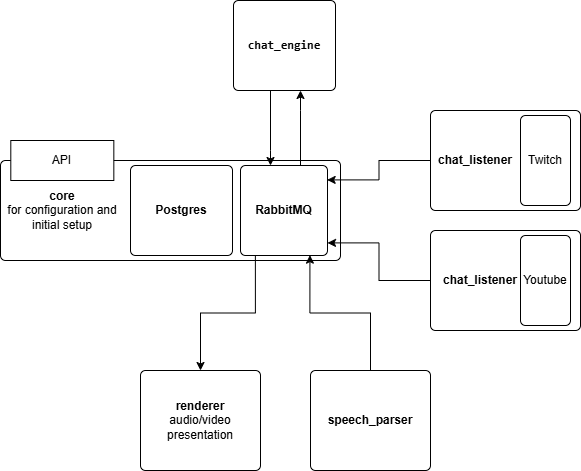 chat_engine
API
core
for configuration and
initial setup
Postgres
RabbitMQ
chat_listener
Twitch
chat_listener
Youtube
renderer
audio/video
presentation
speech_parser